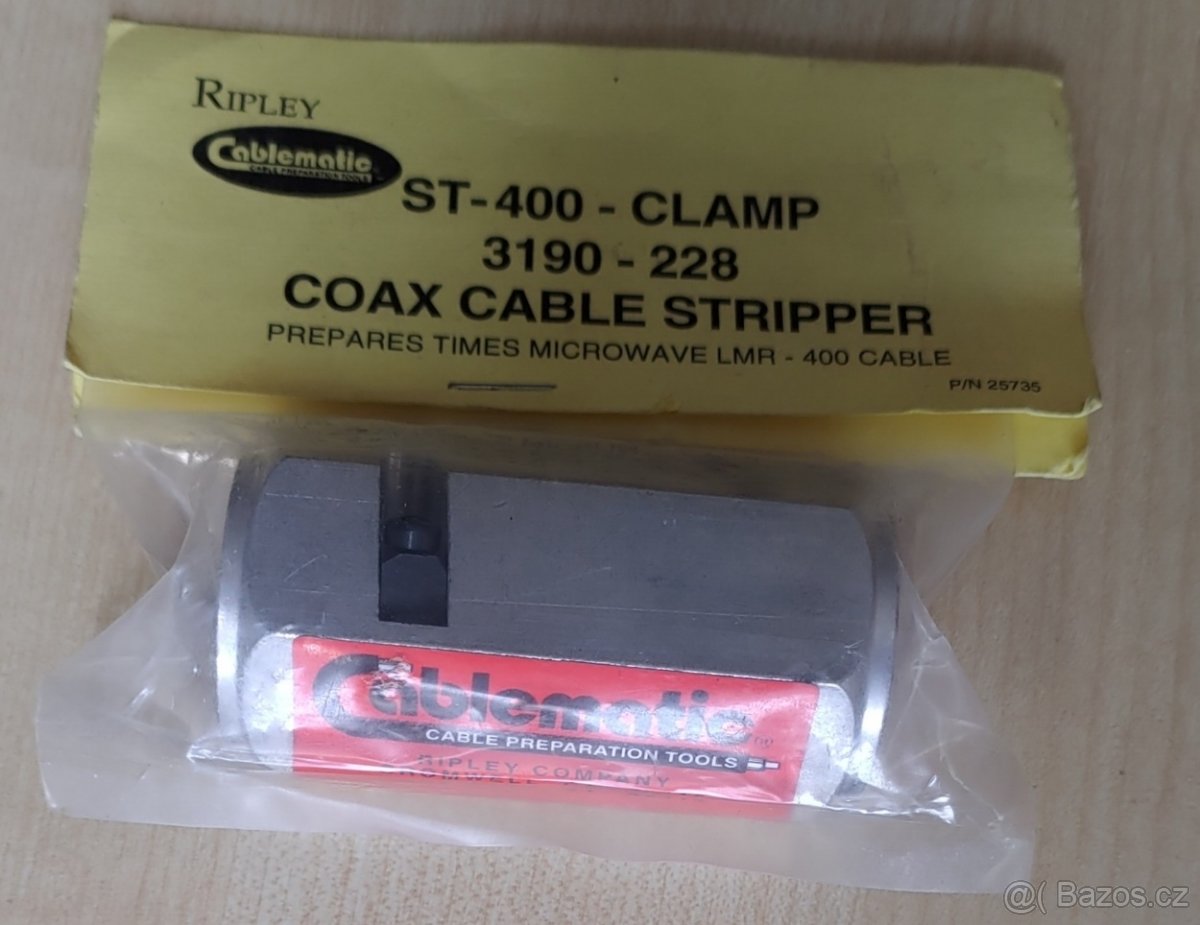 RIPLEY
Cablematic
CABLE PREPARATION TOOLS
ST-400 - CLAMP
3190 - 228
COAX CABLE STRIPPER
PREPARES TIMES MICROWAVE LMR - 400 CABLE
P/N 25735
Cablematic®
CABLE PREPARATION TOOLS
RIPLEY COMPANY
@( Bazos.cz